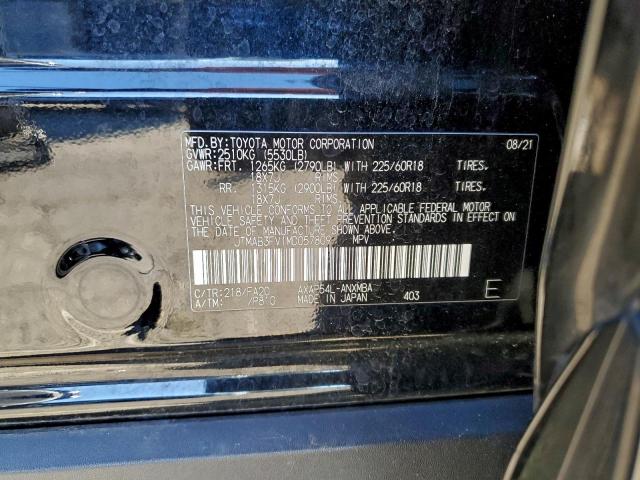 MFD.BY:TOYOTA MOTOR CORPORATION 08/21
GVWR:2510KG (5530LB)
GAWR:FRT. 1265KG (2790LB) WITH 225/60R18 TIRES,
18X7J RIMS
RR. 1315KG (2900LB) WITH 225/60R18 TIRES,
18X7J RIMS
THIS VEHICLE CONFORMS TO ALL APPLICABLE FEDERAL MOTOR
VEHICLE SAFETY AND THEFT PREVENTION STANDARDS IN EFFECT ON
THE DATE OF MANUFACTURE SHOWN ABOVE.
MPV
C/TR:218/FA20 AXAP54L-ANXMBA
A/TM: MADE IN JAPAN 403 E